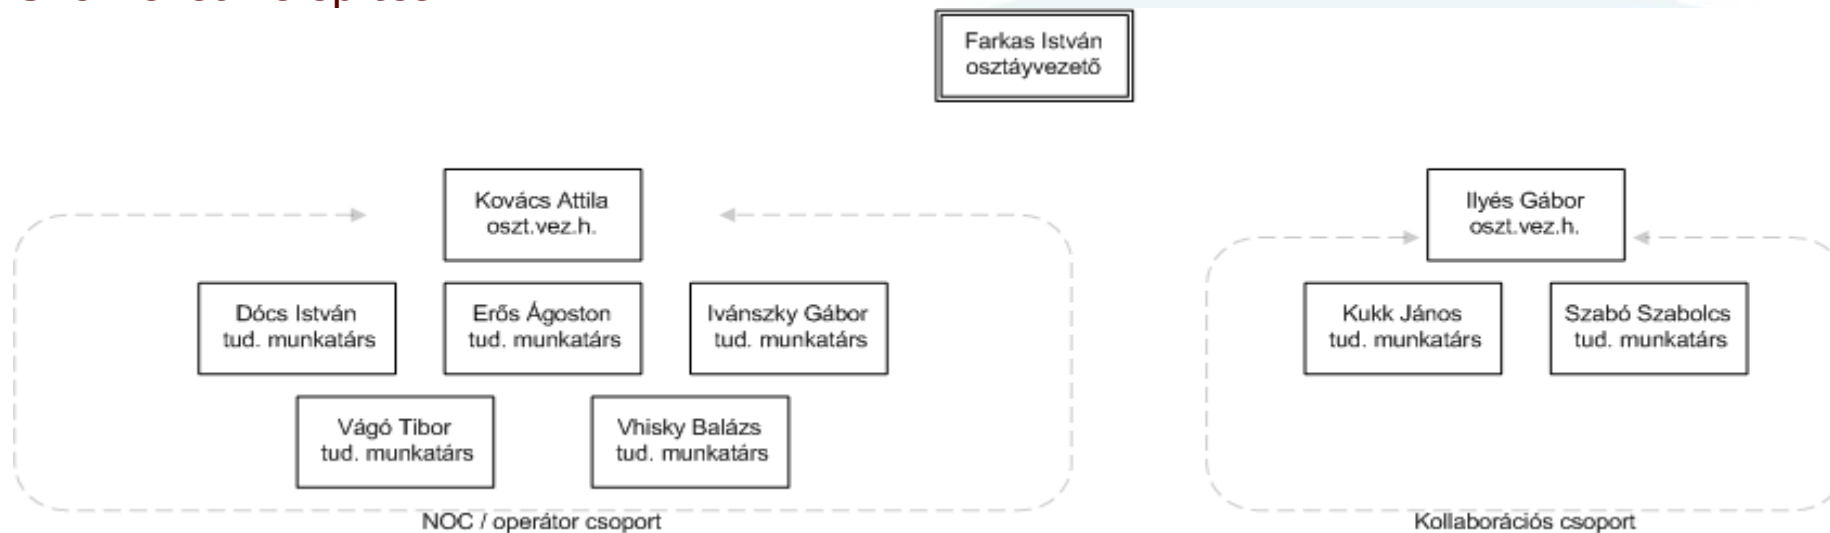 Farkas István
osztáyvezető
Kovács Attila
oszt.vez.h.
Ilyés Gábor
oszt.vez.h.
Dócs István
tud. munkatárs
Erős Ágoston
tud. munkatárs
Ivánszky Gábor
tud. munkatárs
Kukk János
tud. munkatárs
Szabó Szabolcs
tud. munkatárs
Vágó Tibor
tud. munkatárs
Vhisky Balázs
tud. munkatárs
NOC / operátor csoport
Kollaborációs csoport